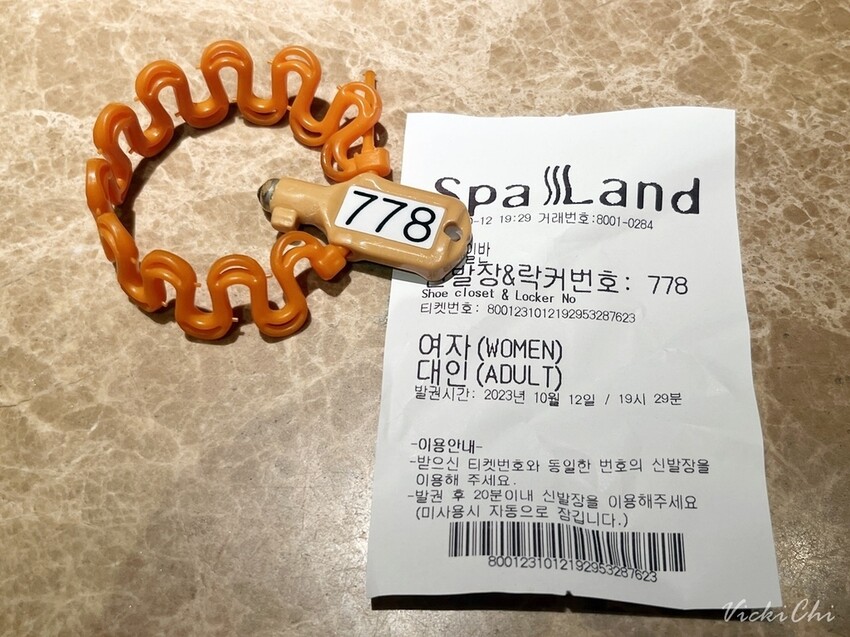 778
Spa Land
-12 19:29 거래번호:8001-0284
일반
발장&락커번호: 778
Shoe closet & Locker No
티켓번호: 8001231012192953287623
여자(WOMEN)
대인(ADULT)
발권시간: 2023년 10월 12일 / 19시 29분
-이용안내-
-받으신 티켓번호와 동일한 번호의 신발장을
이용해 주세요.
-발권 후 20분이내 신발장을 이용해주세요
(미사용시 자동으로 잠깁니다.)
8001231012192953287623
VickiChi